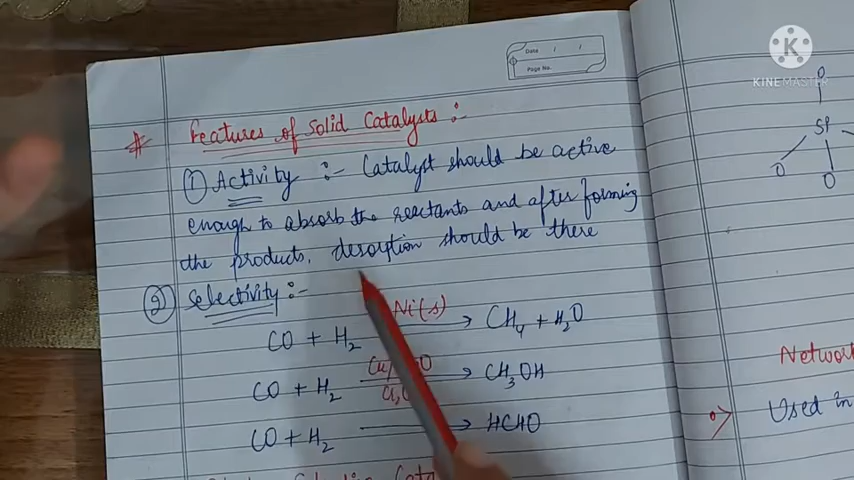 Date / /
Page No.
KINEMASTER
# Features of Solid Catalysts :-
① Activity :- Catalyst should be active
enough to absorb the reactants and after forming
the products, desorption should be there
② Selectivity :-
CO + H₂ Ni(s) → CH₄ + H₂O
CO + H₂ → CH₃OH
CO + H₂ → HCHO
P
Si
O O
Network
Used in